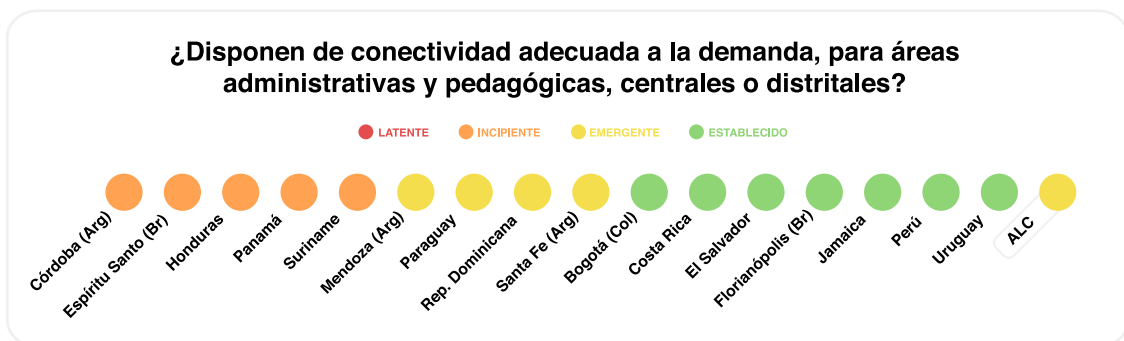 ¿Disponen de conectividad adecuada a la demanda, para áreas
administrativas y pedagógicas, centrales o distritales?
LATENTE
INCIPIENTE
EMERGENTE
ESTABLECIDO
Córdoba (Arg)
Espíritu Santo (Br)
Honduras
Panamá
Suriname
Mendoza (Arg)
Paraguay
Rep. Dominicana
Santa Fe (Arg)
Bogotá (Col)
Costa Rica
El Salvador
Florianópolis (Br)
Jamaica
Perú
Uruguay
ALC